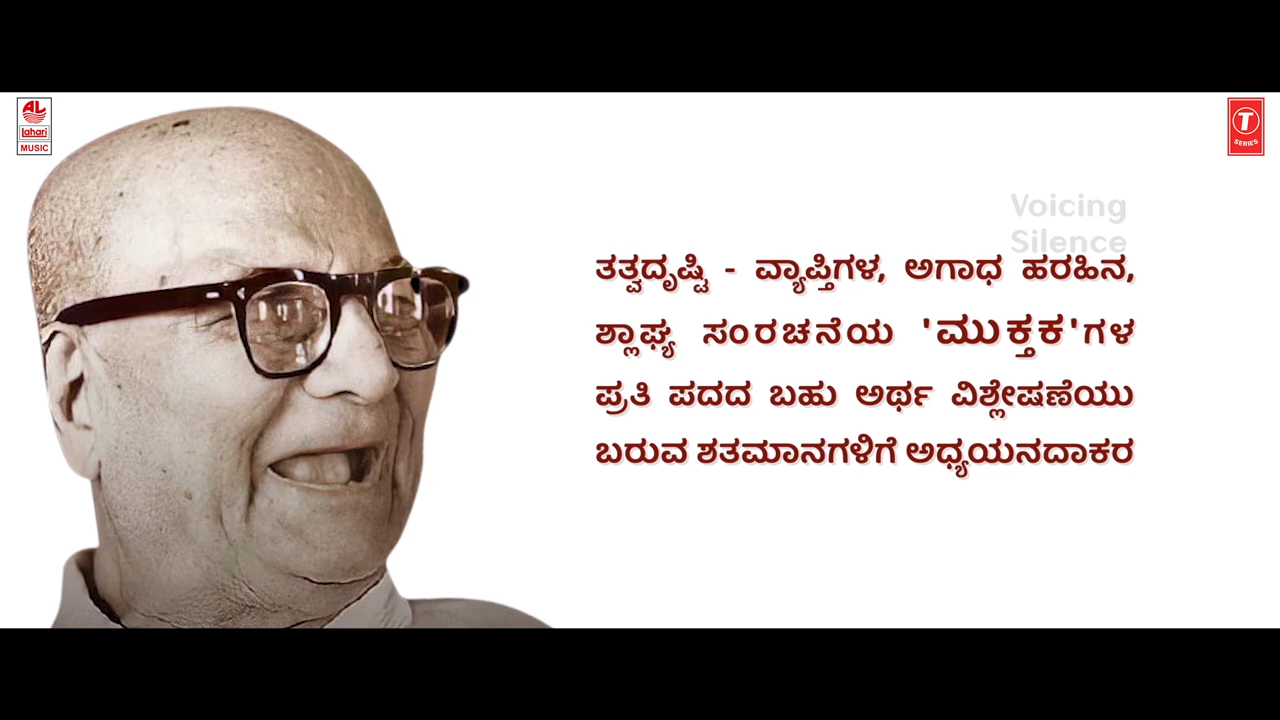 AL
Lahari
MUSIC
T
SERIES
Voicing
Silence
ತತ್ವದೃಷ್ಟಿ - ವ್ಯಾಪ್ತಿಗಳ, ಅಗಾಧ ಹರಹಿನ,
ಶ್ಲಾಘ್ಯ ಸಂರಚನೆಯ 'ಮುಕ್ತಕ'ಗಳ
ಪ್ರತಿ ಪದದ ಬಹು ಅರ್ಥ ವಿಶ್ಲೇಷಣೆಯು
ಬರುವ ಶತಮಾನಗಳಿಗೆ ಅಧ್ಯಯನದಾಕರ